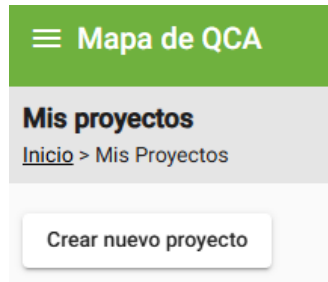 Mapa de QCA
Mis proyectos
Inicio > Mis Proyectos
Crear nuevo proyecto